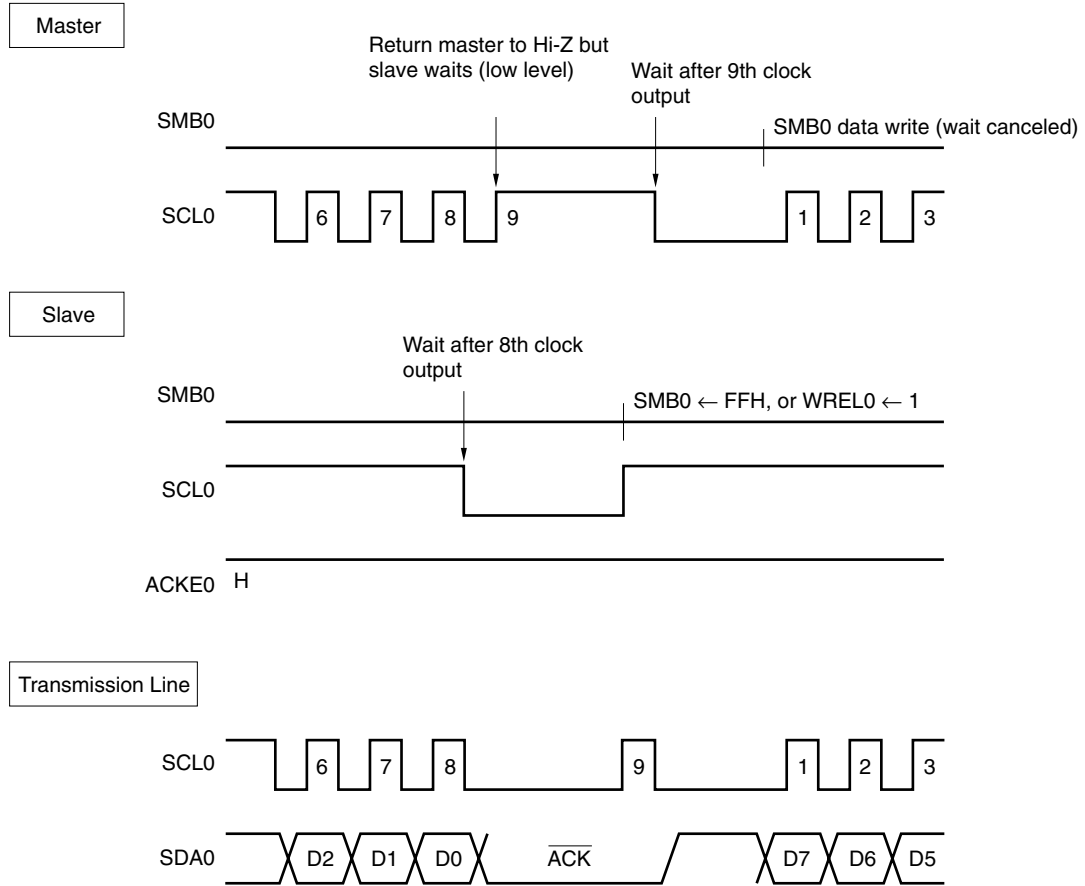 Master
Return master to Hi-Z but
slave waits (low level)
Wait after 9th clock
output
SMB0
SMB0 data write (wait canceled)
SCL0
6 7 8 9 1 2 3
Slave
Wait after 8th clock
output
SMB0
SMB0 ← FFH, or WREL0 ← 1
SCL0
ACKE0 H
Transmission Line
SCL0
6 7 8 9 1 2 3
SDA0
D2 D1 D0 ACK D7 D6 D5